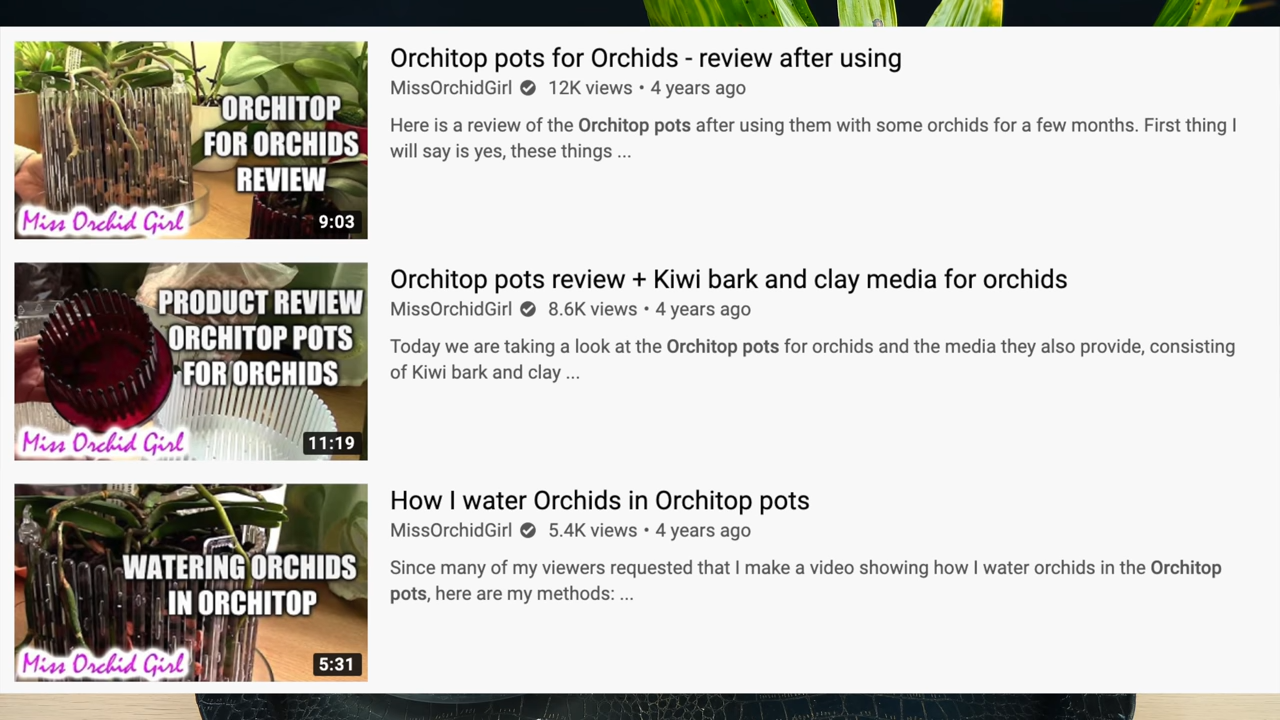 ORCHITOP
FOR ORCHIDS
REVIEW
Miss Orchid Girl
9:03
Orchitop pots for Orchids - review after using
MissOrchidGirl 12K views • 4 years ago
Here is a review of the Orchitop pots after using them with some orchids for a few months. First thing I
will say is yes, these things ...
PRODUCT REVIEW
ORCHITOP POTS
FOR ORCHIDS
Miss Orchid Girl
11:19
Orchitop pots review + Kiwi bark and clay media for orchids
MissOrchidGirl 8.6K views • 4 years ago
Today we are taking a look at the Orchitop pots for orchids and the media they also provide, consisting
of Kiwi bark and clay ...
WATERING ORCHIDS
IN ORCHITOP
Miss Orchid Girl
5:31
How I water Orchids in Orchitop pots
MissOrchidGirl 5.4K views • 4 years ago
Since many of my viewers requested that I make a video showing how I water orchids in the Orchitop
pots, here are my methods: ...